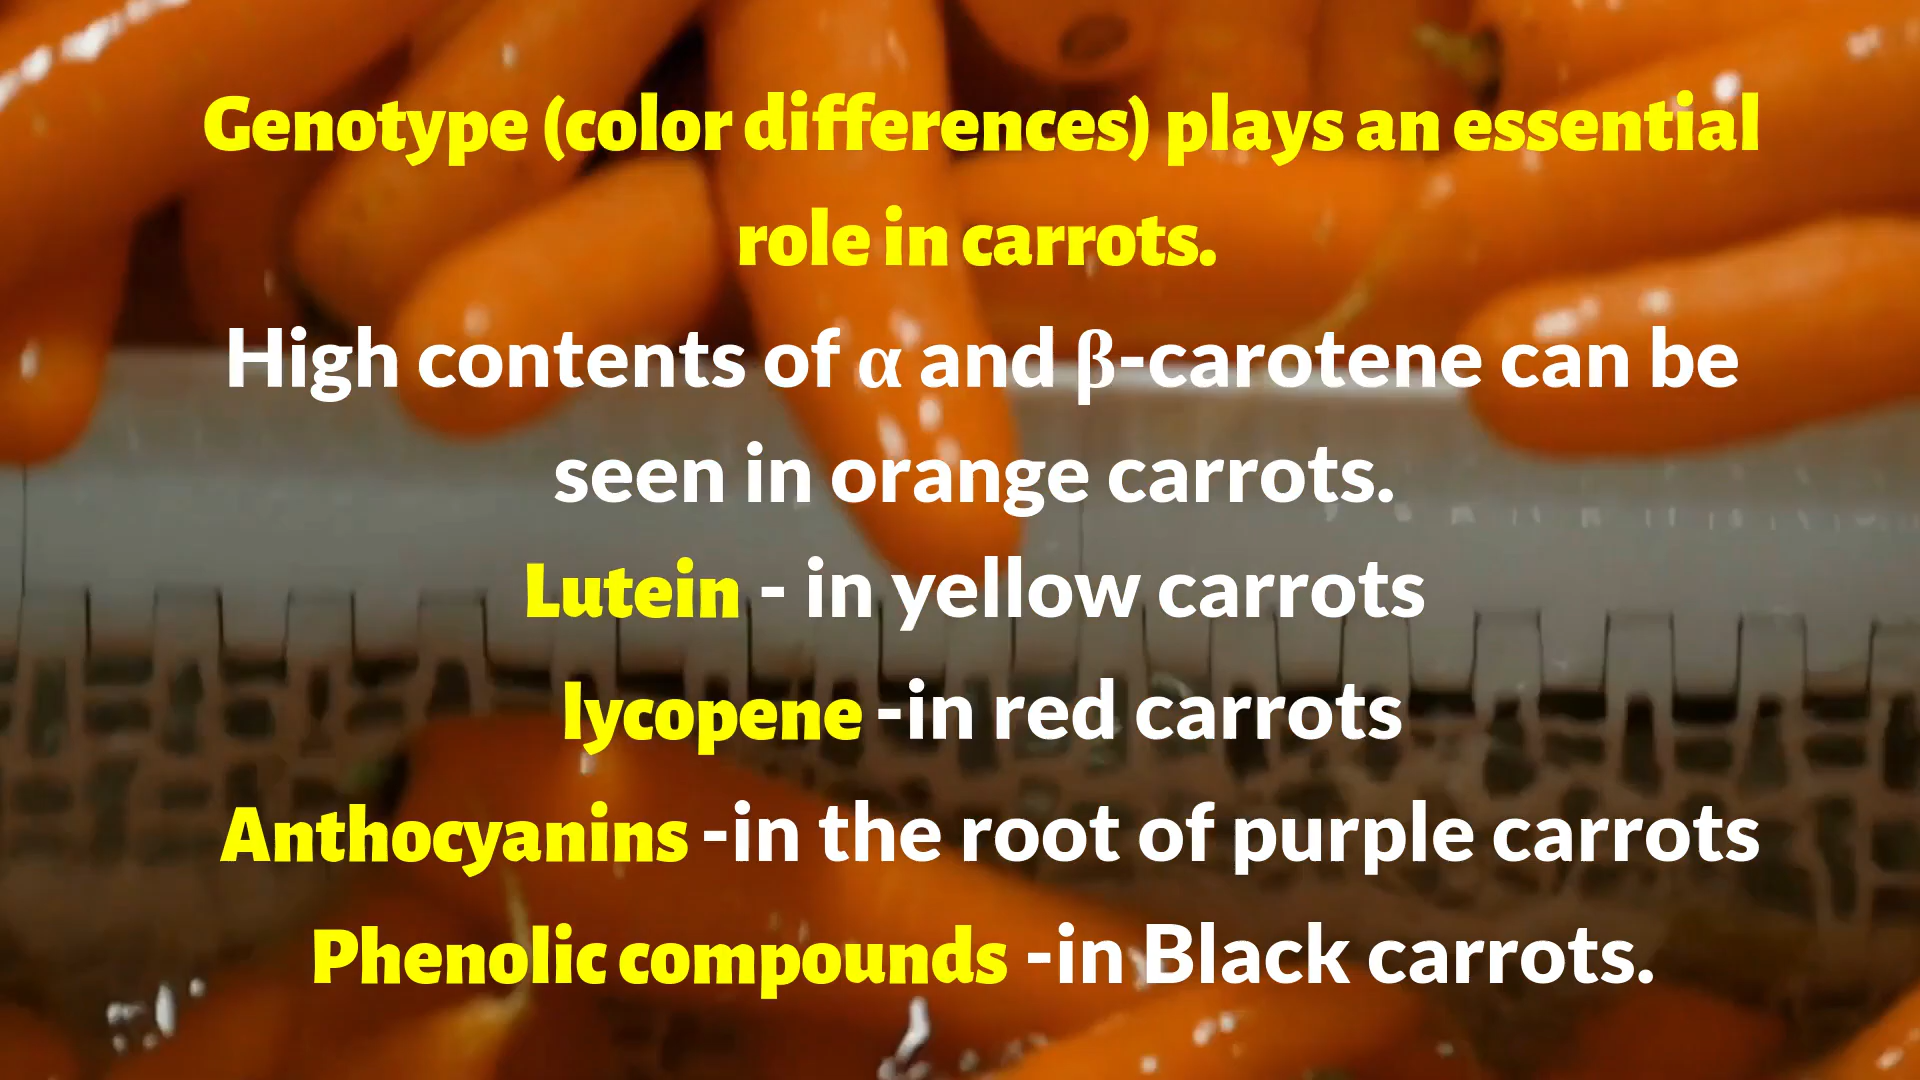 Genotype (color differences) plays an essential
role in carrots.
High contents of α and β-carotene can be
seen in orange carrots.
Lutein - in yellow carrots
lycopene -in red carrots
Anthocyanins -in the root of purple carrots
Phenolic compounds -in Black carrots.